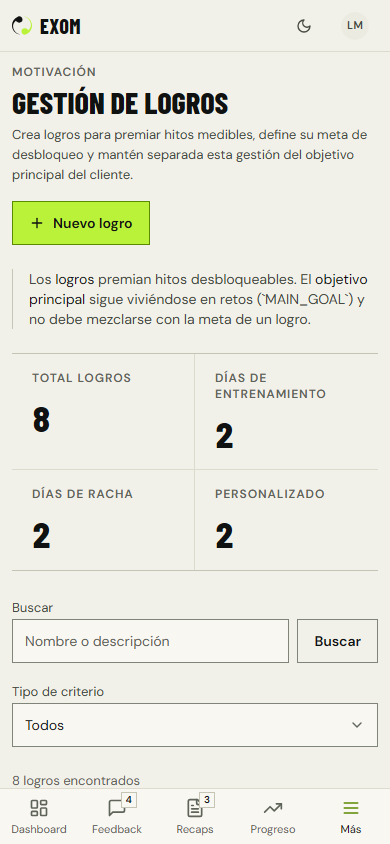 EXOM
LM
MOTIVACIÓN
GESTIÓN DE LOGROS
Crea logros para premiar hitos medibles, define su meta de
desbloqueo y mantén separada esta gestión del objetivo
principal del cliente.
+ Nuevo logro
Los logros premian hitos desbloqueables. El objetivo
principal sigue viviéndose en retos (`MAIN_GOAL`) y
no debe mezclarse con la meta de un logro.
TOTAL LOGROS
8
DÍAS DE
ENTRENAMIENTO
2
DÍAS DE RACHA
2
PERSONALIZADO
2
Buscar
Nombre o descripción
Buscar
Tipo de criterio
Todos
8 logros encontrados
4
3
Dashboard
Feedback
Recaps
Progreso
Más